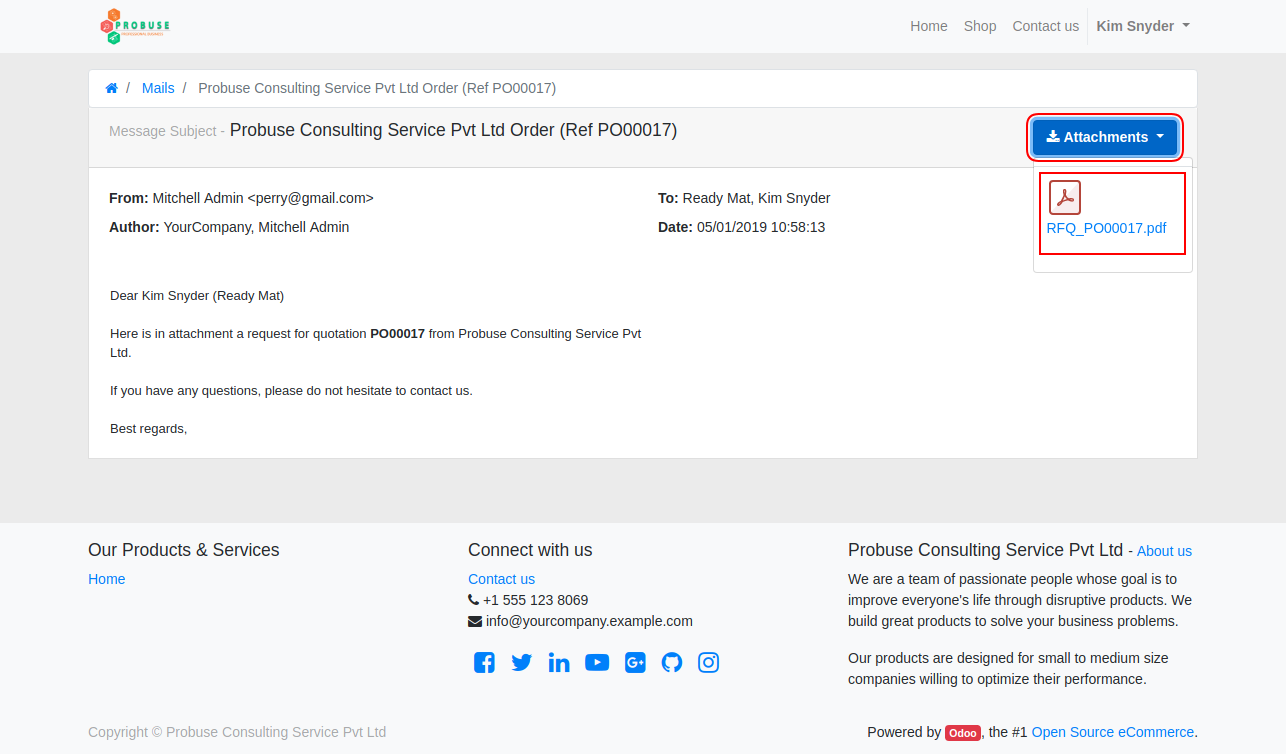 PROBUSE
Home Shop Contact us Kim Snyder
/ Mails / Probuse Consulting Service Pvt Ltd Order (Ref PO00017)
Message Subject - Probuse Consulting Service Pvt Ltd Order (Ref PO00017)
Attachments
RFQ_PO00017.pdf
From: Mitchell Admin <perry@gmail.com>
To: Ready Mat, Kim Snyder
Author: YourCompany, Mitchell Admin
Date: 05/01/2019 10:58:13
Dear Kim Snyder (Ready Mat)
Here is in attachment a request for quotation PO00017 from Probuse Consulting Service Pvt
Ltd.
If you have any questions, please do not hesitate to contact us.
Best regards,
Our Products & Services
Home
Connect with us
Contact us
+1 555 123 8069
info@yourcompany.example.com
Probuse Consulting Service Pvt Ltd - About us
We are a team of passionate people whose goal is to
improve everyone's life through disruptive products. We
build great products to solve your business problems.
Our products are designed for small to medium size
companies willing to optimize their performance.
Copyright © Probuse Consulting Service Pvt Ltd
Powered by Odoo, the #1 Open Source eCommerce.